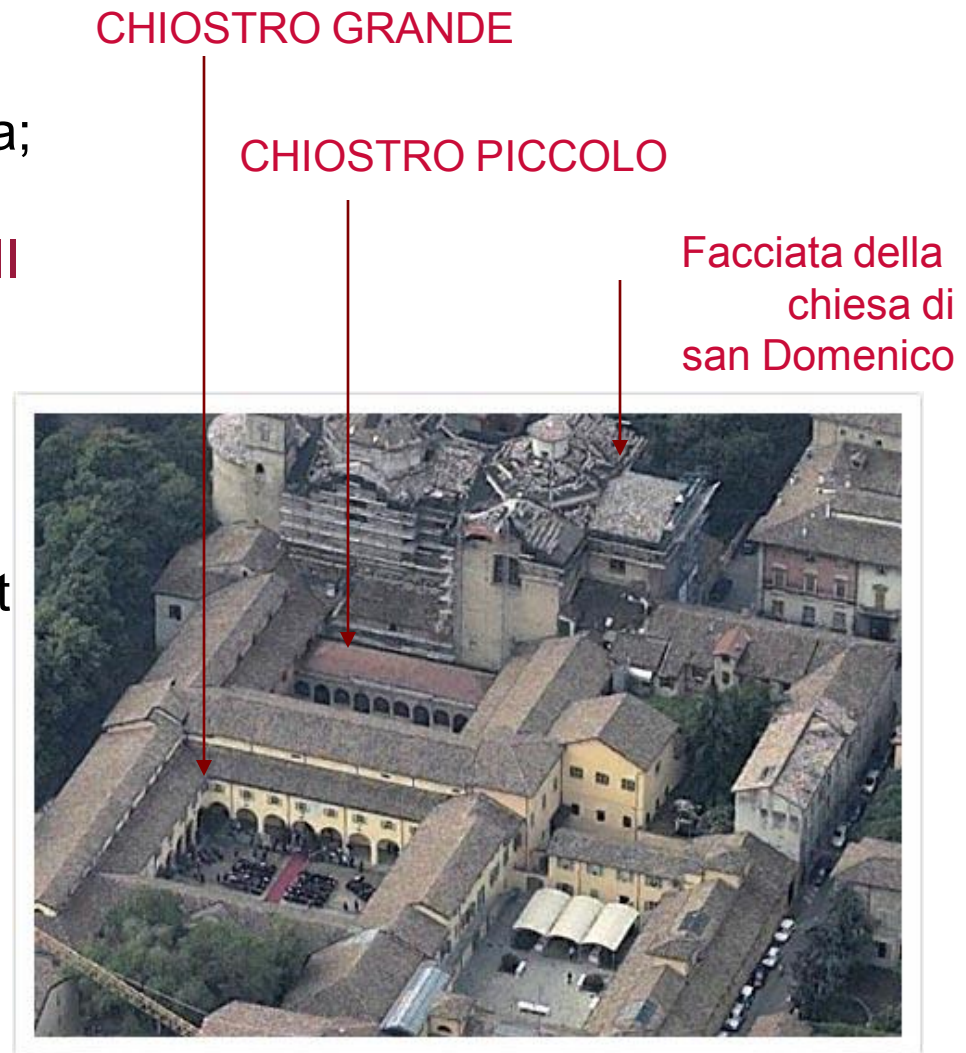 CHIOSTRO GRANDE
a;
CHIOSTRO PICCOLO
Facciata della
chiesa di
san Domenico
t